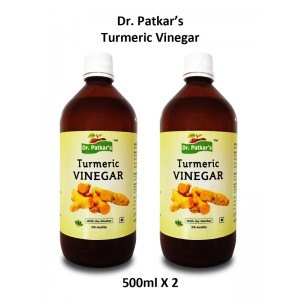 Dr. Patkar’s
Turmeric Vinegar
Dr. Patkar's
Turmeric
VINEGAR
Dr. Patkar's
Turmeric
VINEGAR
500ml X 2